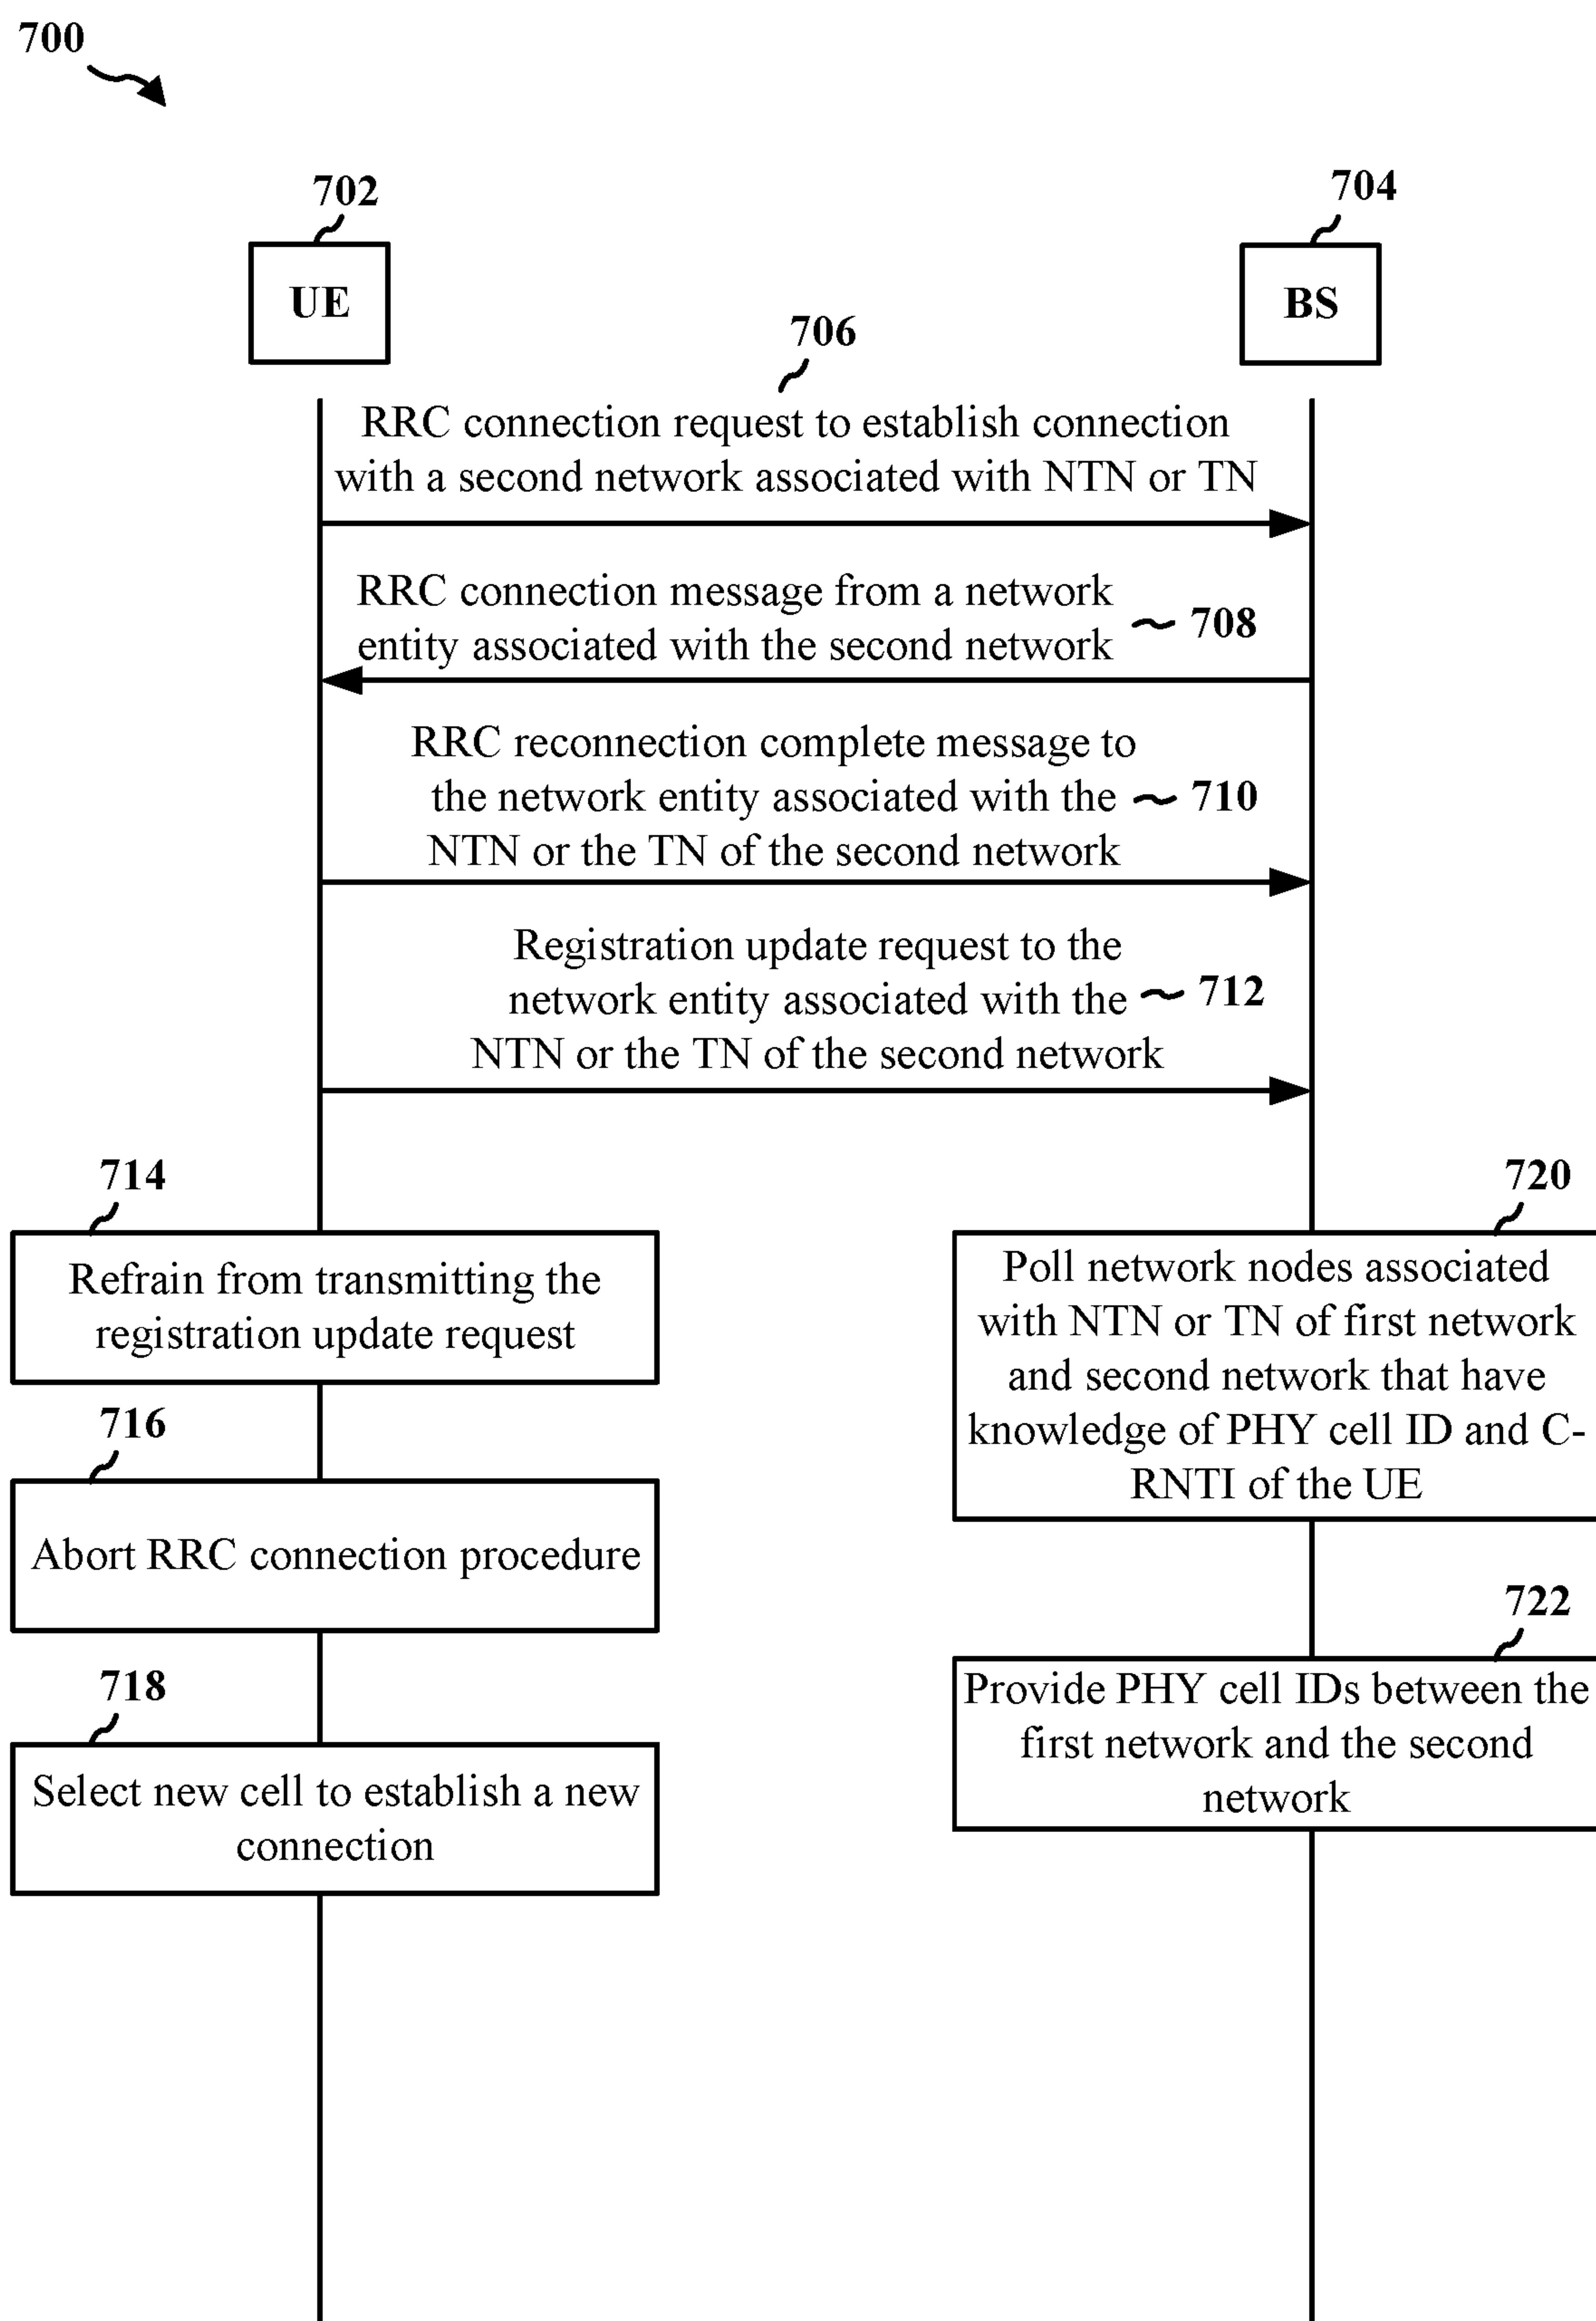 700
702
704
UE
BS
706
RRC connection request to establish connection
with a second network associated with NTN or TN
RRC connection message from a network
entity associated with the second network
708
RRC reconnection complete message to
the network entity associated with the
710
NTN or the TN of the second network
Registration update request to the
network entity associated with the
712
NTN or the TN of the second network
714
Refrain from transmitting the
registration update request
716
Abort RRC connection procedure
718
Select new cell to establish a new
connection
720
Poll network nodes associated
with NTN or TN of first network
and second network that have
knowledge of PHY cell ID and C-
RNTI of the UE
722
Provide PHY cell IDs between the
first network and the second
network